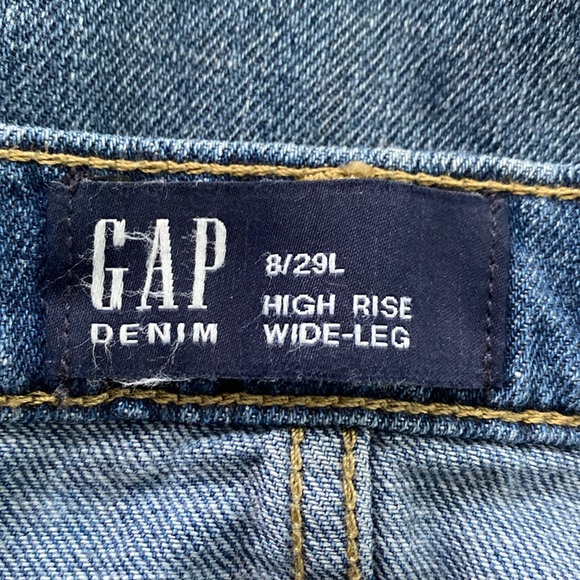 GAP
DENIM
8/29L
HIGH RISE
WIDE-LEG